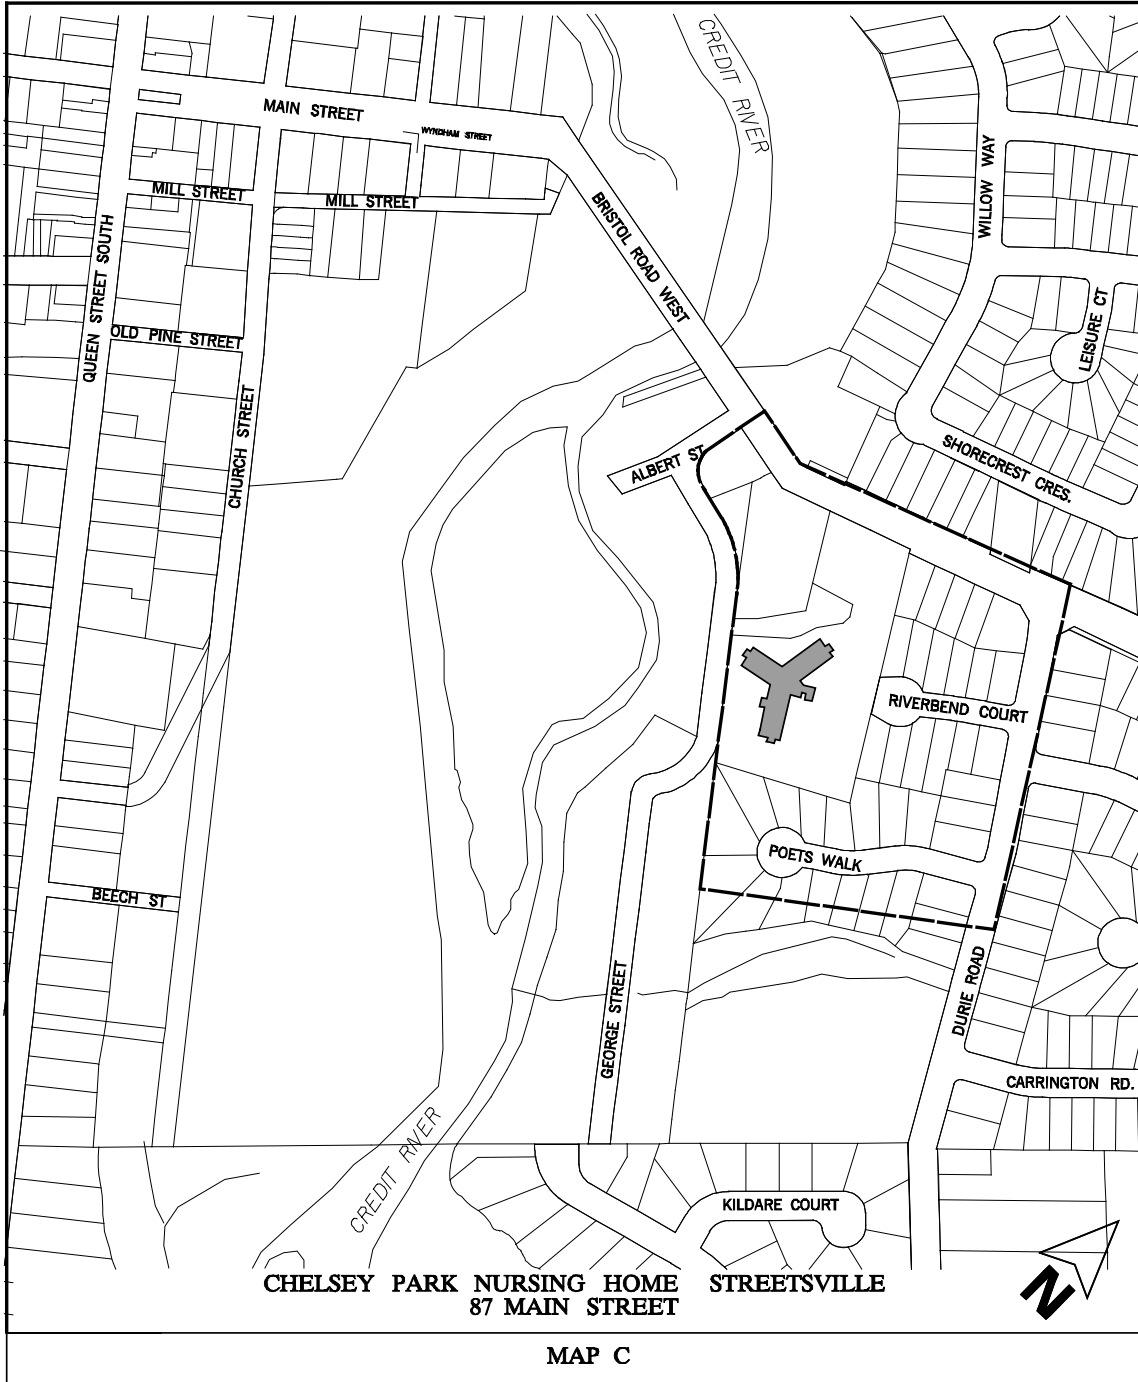 CREDIT RIVER
MAIN STREET
WYNDHAM STREET
WILLOW WAY
MILL STREET
MILL STREET
BRISTOL ROAD WEST
QUEEN STREET SOUTH
LEISURE CT
OLD PINE STREET
CHURCH STREET
SHORECREST CRES.
ALBERT ST
RIVERBEND COURT
POETS WALK
BEECH ST
GEORGE STREET
DURIE ROAD
CARRINGTON RD.
CREDIT RIVER
KILDARE COURT
N
CHELSEY PARK NURSING HOME STREETSVILLE
87 MAIN STREET
MAP C